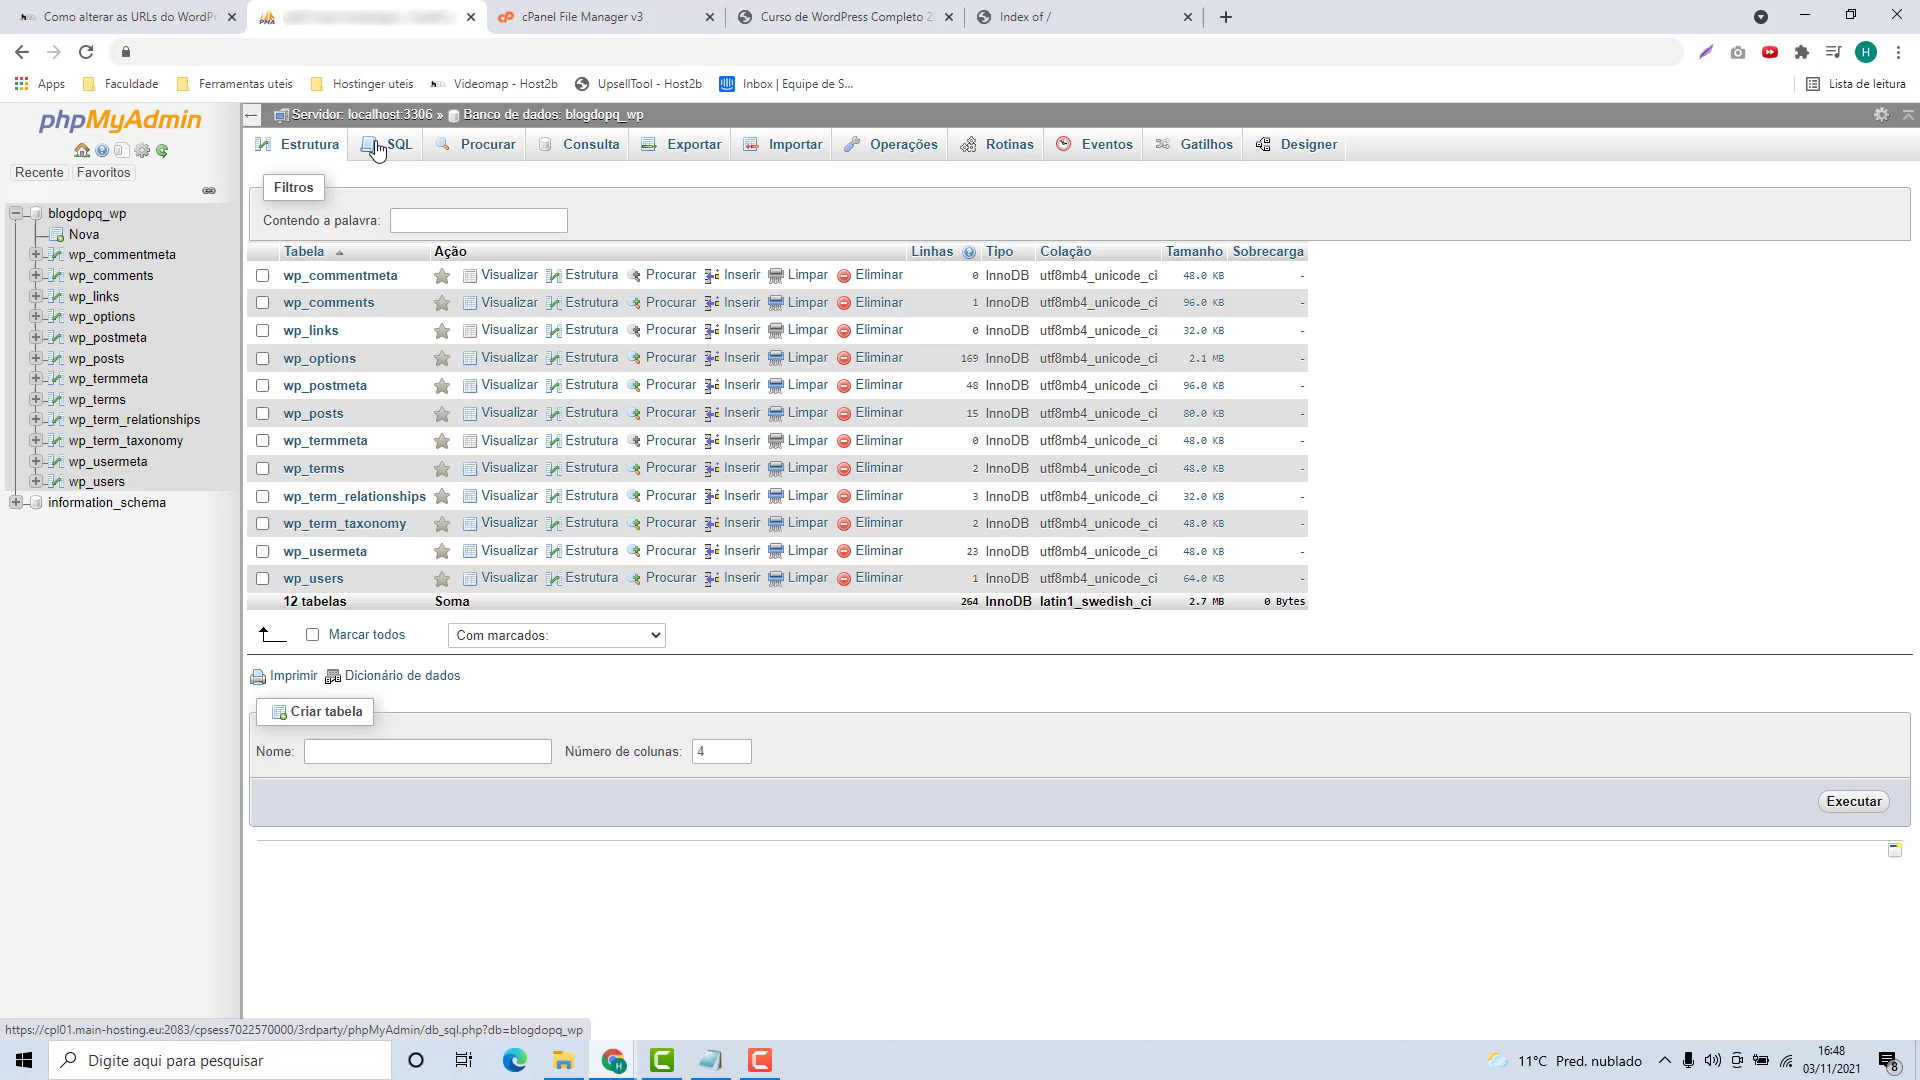 Como alterar as URLs do WordPr
cPanel File Manager v3
Curso de WordPress Completo 2
Index of /
Apps
Faculdade
Ferramentas uteis
Hostinger uteis
Videomap - Host2b
UpsellTool - Host2b
Inbox | Equipe de S...
Lista de leitura
phpMyAdmin
Recente
Favoritos
blogdopq_wp
Nova
wp_commentmeta
wp_comments
wp_links
wp_options
wp_postmeta
wp_posts
wp_termmeta
wp_terms
wp_term_relationships
wp_term_taxonomy
wp_usermeta
wp_users
information_schema
Servidor: localhost:3306 » Banco de dados: blogdopq_wp
Estrutura SQL Procurar Consulta Exportar Importar Operações Rotinas Eventos Gatilhos Designer
Filtros
Contendo a palavra:
Tabela Ação Linhas Tipo Colação Tamanho Sobrecarga
wp_commentmeta Visualizar Estrutura Procurar Inserir Limpar Eliminar 0 InnoDB utf8mb4_unicode_ci 48.0 KB -
wp_comments Visualizar Estrutura Procurar Inserir Limpar Eliminar 1 InnoDB utf8mb4_unicode_ci 96.0 KB -
wp_links Visualizar Estrutura Procurar Inserir Limpar Eliminar 0 InnoDB utf8mb4_unicode_ci 32.0 KB -
wp_options Visualizar Estrutura Procurar Inserir Limpar Eliminar 169 InnoDB utf8mb4_unicode_ci 2.1 MB -
wp_postmeta Visualizar Estrutura Procurar Inserir Limpar Eliminar 48 InnoDB utf8mb4_unicode_ci 96.0 KB -
wp_posts Visualizar Estrutura Procurar Inserir Limpar Eliminar 15 InnoDB utf8mb4_unicode_ci 80.0 KB -
wp_termmeta Visualizar Estrutura Procurar Inserir Limpar Eliminar 0 InnoDB utf8mb4_unicode_ci 48.0 KB -
wp_terms Visualizar Estrutura Procurar Inserir Limpar Eliminar 2 InnoDB utf8mb4_unicode_ci 48.0 KB -
wp_term_relationships Visualizar Estrutura Procurar Inserir Limpar Eliminar 3 InnoDB utf8mb4_unicode_ci 32.0 KB -
wp_term_taxonomy Visualizar Estrutura Procurar Inserir Limpar Eliminar 2 InnoDB utf8mb4_unicode_ci 48.0 KB -
wp_usermeta Visualizar Estrutura Procurar Inserir Limpar Eliminar 23 InnoDB utf8mb4_unicode_ci 48.0 KB -
wp_users Visualizar Estrutura Procurar Inserir Limpar Eliminar 1 InnoDB utf8mb4_unicode_ci 64.0 KB -
12 tabelas Soma 264 InnoDB latin1_swedish_ci 2.7 MB 0 Bytes
Marcar todos
Com marcados:
Imprimir Dicionário de dados
Criar tabela
Nome:
Número de colunas: 4
Executar
https://cpl01.main-hosting.eu:2083/cpsess7022570000/3rdparty/phpMyAdmin/db_sql.php?db=blogdopq_wp
Digite aqui para pesquisar
11°C Pred. nublado
16:48
03/11/2021
8